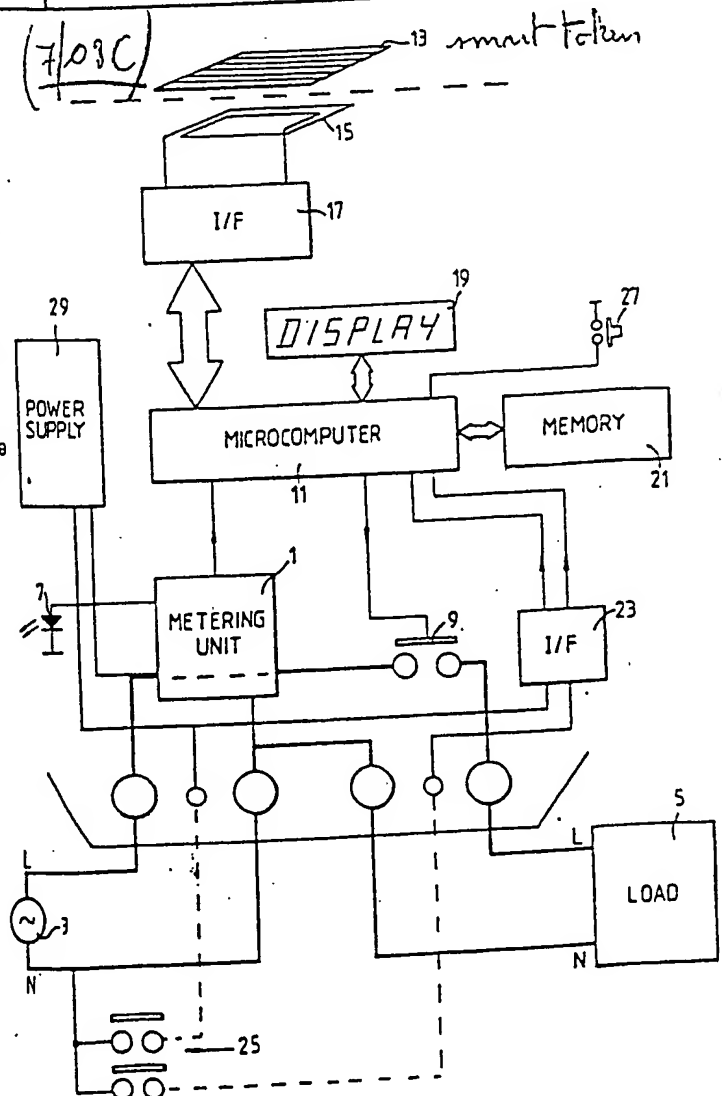 (7/03C)
13 smart token
15
I/F
17
19
DISPLAY
27
29
POWER
SUPPLY
MICROCOMPUTER
11
MEMORY
21
7
1
METERING
UNIT
9
I/F
23
L
3
N
L
5
LOAD
N
25